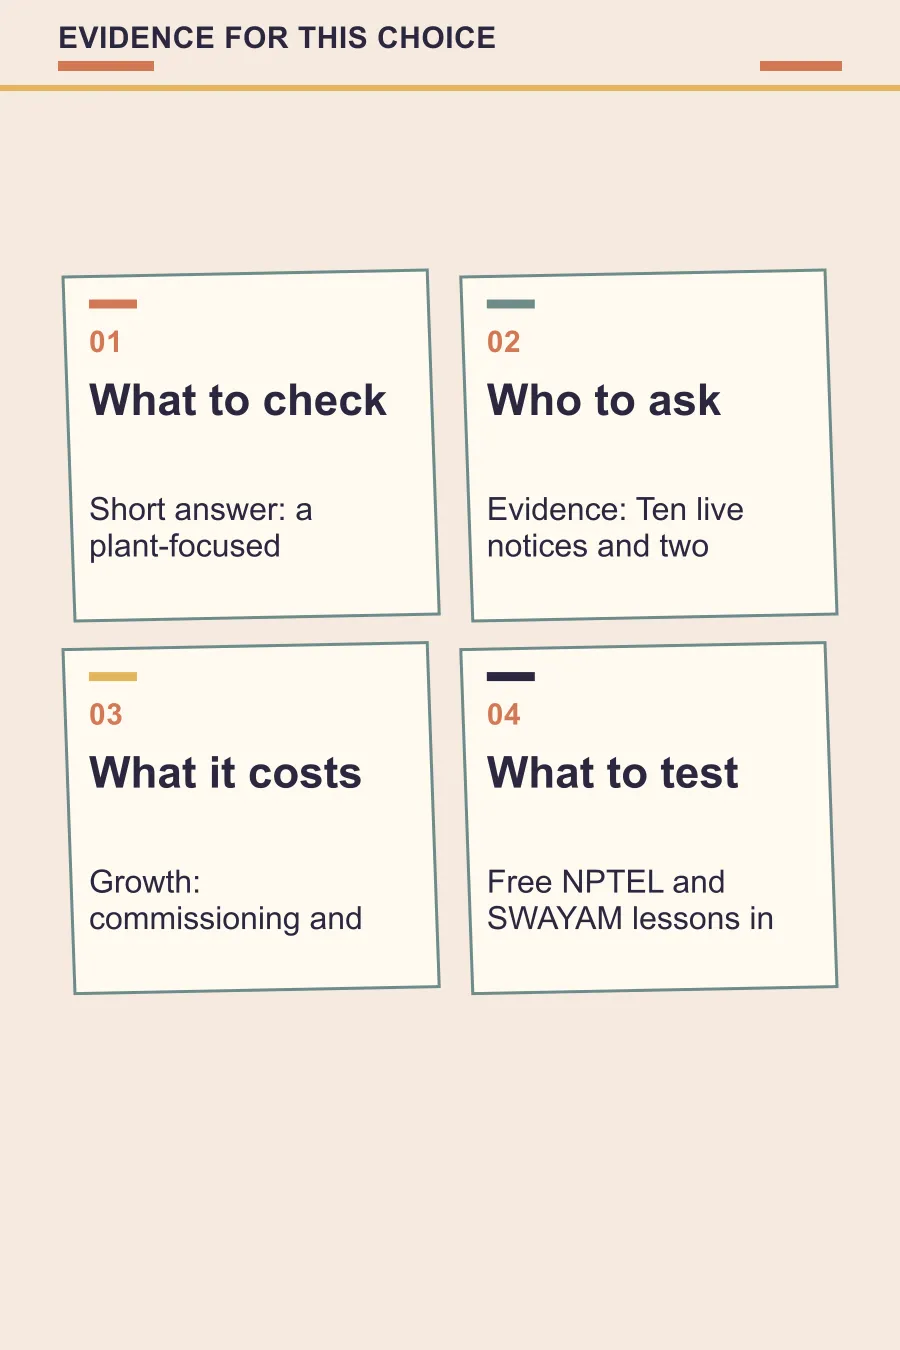 EVIDENCE FOR THIS CHOICE
01
What to check
Short answer: a
plant-focused
02
Who to ask
Evidence: Ten live
notices and two
03
What it costs
Growth:
commissioning and
04
What to test
Free NPTEL and
SWAYAM lessons in